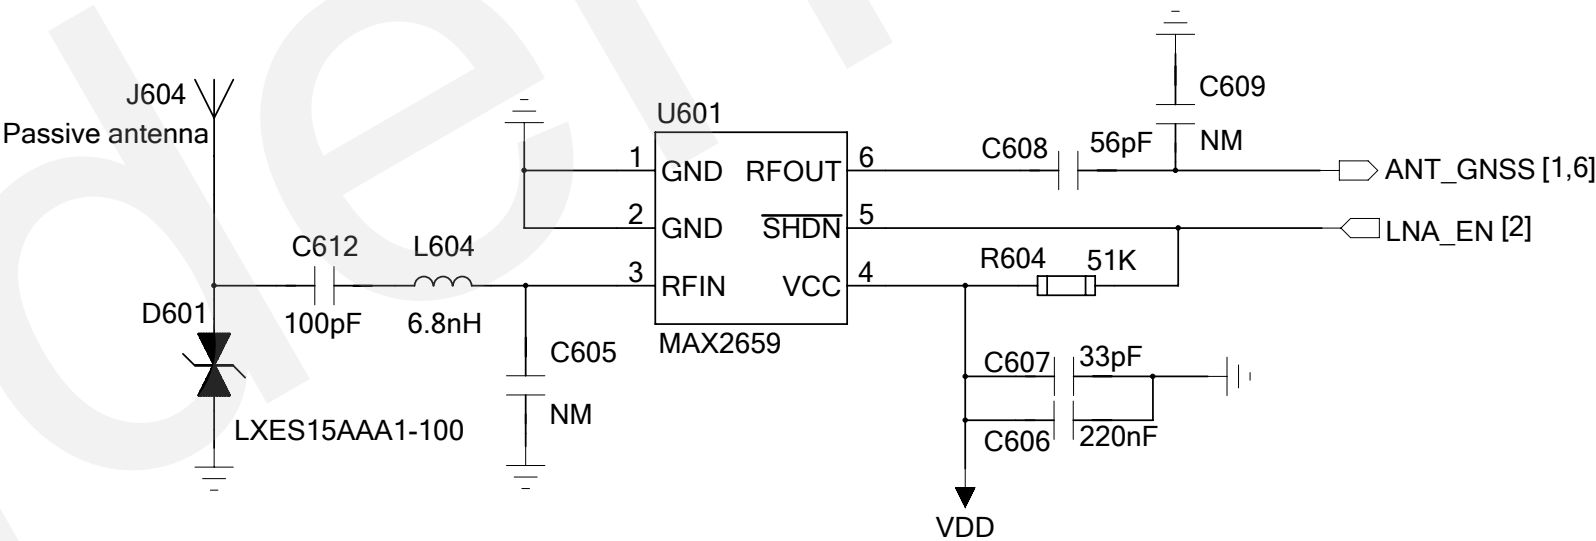 J604
Passive antenna
C612
100pF
L604
6.8nH
D601
LXES15AAA1-100
C605
NM
U601
1
GND
RFOUT
6
2
GND
SHDN
5
3
RFIN
VCC
4
MAX2659
C608
56pF
C609
NM
ANT_GNSS [1,6]
LNA_EN [2]
R604
51K
C607
33pF
C606
220nF
VDD